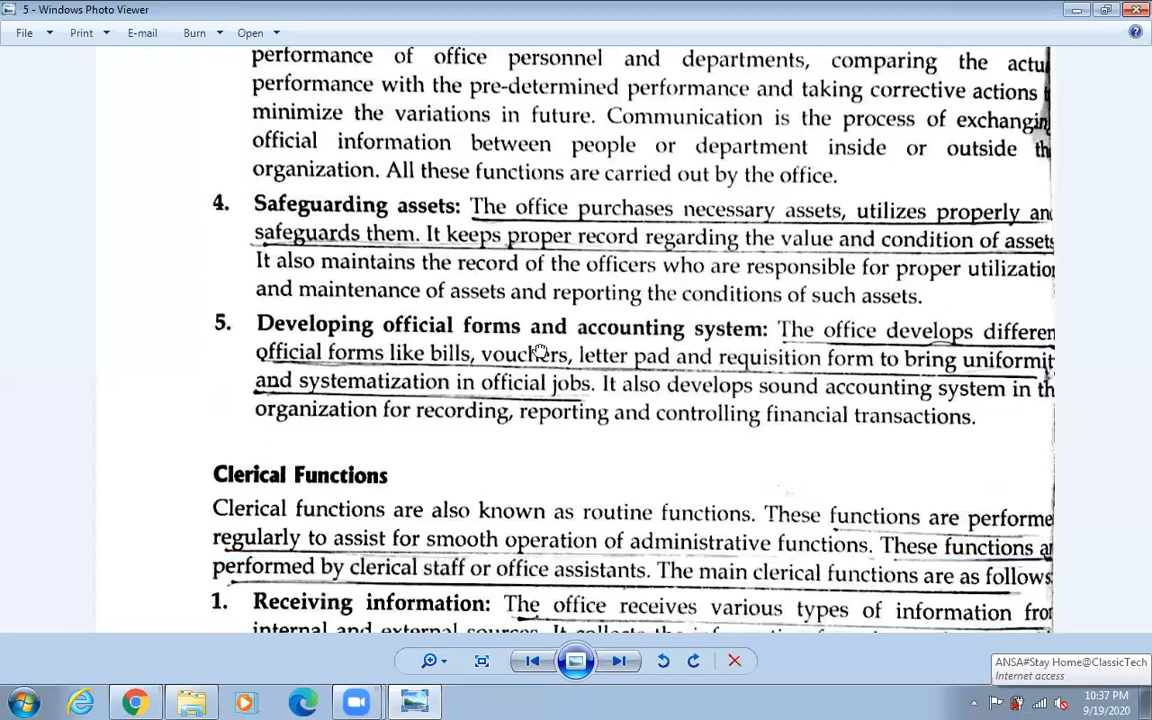 5 - Windows Photo Viewer
File Print E-mail Burn Open
performance of office personnel and departments, comparing the
performance with the pre-determined performance and taking corrective actions
minimize the variations in future. Communication is the process of
official information between people or department inside or outside
organization. All these functions are carried out by the office.
4. Safeguarding assets: The office purchases necessary assets, utilizes properly
safeguards them. It keeps proper record regarding the value and condition of assets
It also maintains the record of the officers who are responsible for proper
and maintenance of assets and reporting the conditions of such assets.
5. Developing official forms and accounting system: The office develops
official forms like bills, vouchers, letter pad and requisition form to bring
and systematization in official jobs. It also develops sound accounting system in
organization for recording, reporting and controlling financial transactions.
Clerical Functions
Clerical functions are also known as routine functions. These functions are
regularly to assist for smooth operation of administrative functions. These functions
performed by clerical staff or office assistants. The main clerical functions are as follows
1. Receiving information: The office receives various types of information
internal and external sources. It
ANSA#Stay Home@ClassicTech
Internet access
10:37 PM
9/19/2020